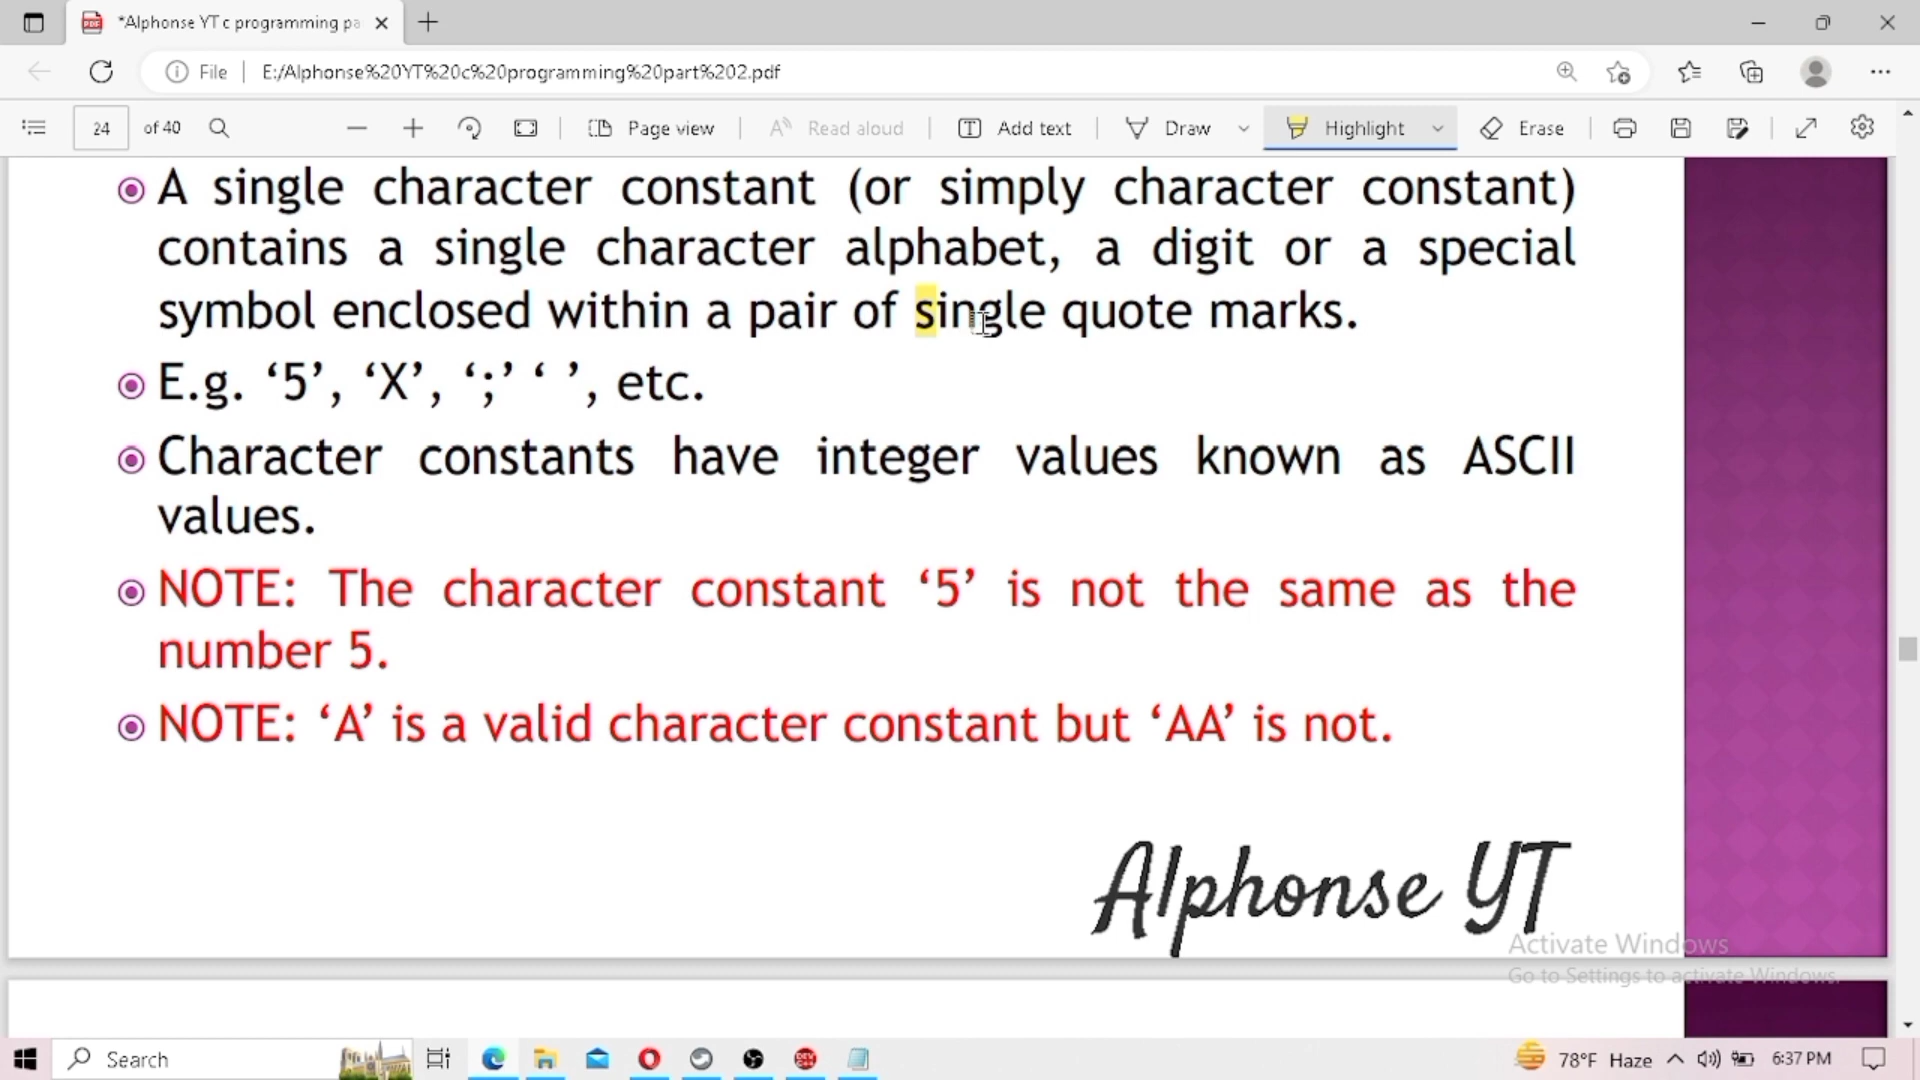 *Alphonse YT c programming pa
File
E:/Alphonse%20YT%20c%20programming%20part%202.pdf
24 of 40
Page view
Read aloud
Add text
Draw
Highlight
Erase
A single character constant (or simply character constant)
contains a single character alphabet, a digit or a special
symbol enclosed within a pair of single quote marks.
E.g. ‘5’, ‘X’, ‘;’ ‘ ’, etc.
Character constants have integer values known as ASCII
values.
NOTE: The character constant ‘5’ is not the same as the
number 5.
NOTE: ‘A’ is a valid character constant but ‘AA’ is not.
Alphonse YT
Activate Windows
Go to Settings to activate Windows.
Search
78°F Haze
6:37 PM